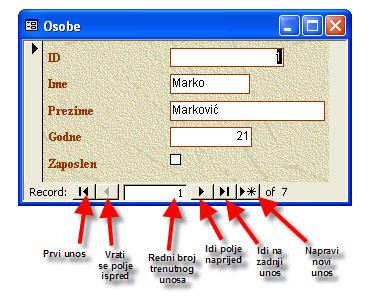 Osobe
ID 1
Ime Marko
Prezime Marković
Godne 21
Zaposlen
Record: 1 of 7
Prvi unos
Vrati
se polje
ispred
Redni broj
trenutnog
unosa
Idi polje
naprijed
Idi na
zadnji
unos
Napravi
novi
unos